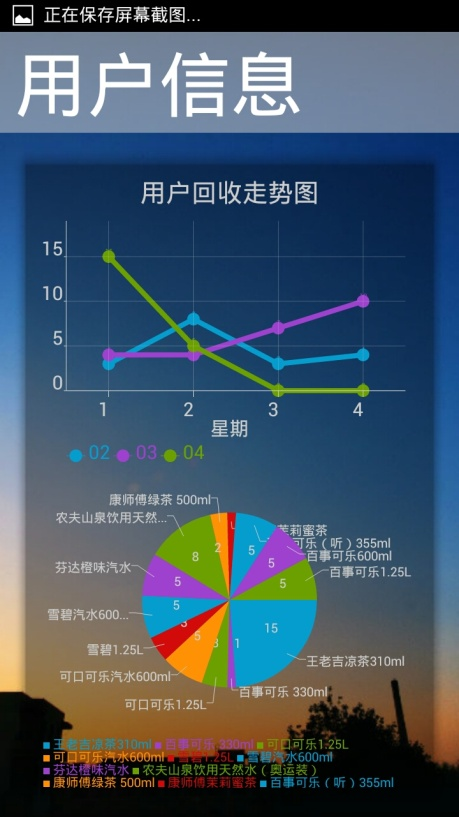 正在保存屏幕截图...
用户信息
用户回收走势图
15
10
5
0
1 2 3 4
星期
02 03 04
康师傅绿茶 500ml
农夫山泉饮用天然...
芬达橙味汽水
雪碧汽水600...
雪碧1.25L
可口可乐汽水600ml
可口可乐1.25L
茉莉蜜茶
可乐（听）355ml
百事可乐600ml
百事可乐1.25L
王老吉凉茶310ml
百事可乐 330ml
2
8
5
5
3
5
3
1
15
5
5
5
王老吉凉茶310ml 百事可乐 330ml 可口可乐1.25L
可口可乐汽水600ml 雪碧1.25L 雪碧汽水600ml
芬达橙味汽水 农夫山泉饮用天然水（奥运装）
康师傅绿茶 500ml 康师傅茉莉蜜茶 百事可乐（听）355ml